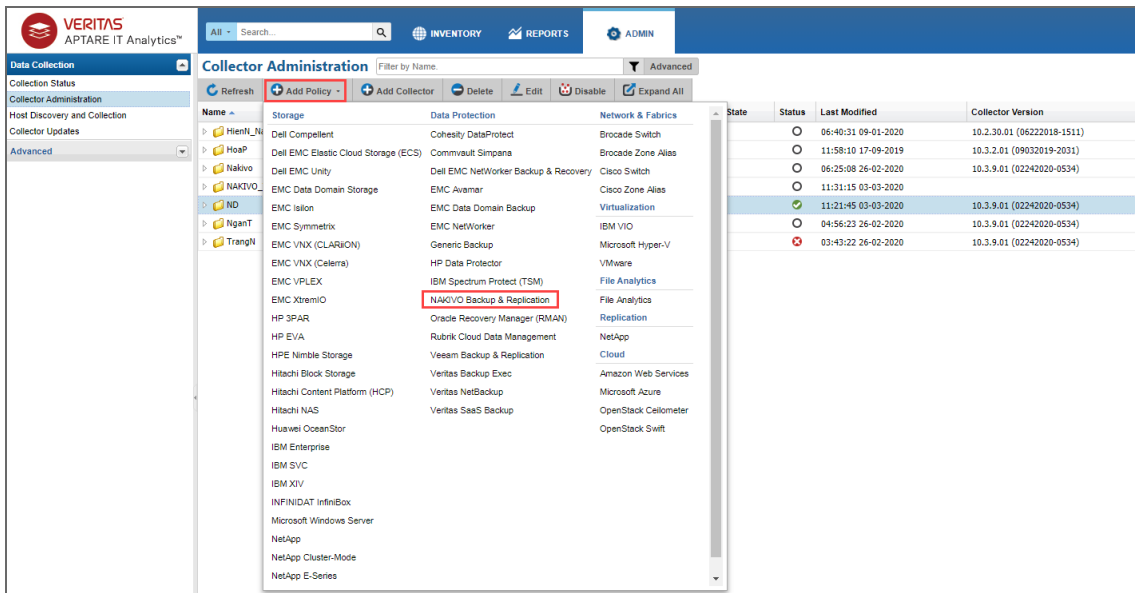 VERITAS
APTARE IT Analytics™
All Search...
INVENTORY
REPORTS
ADMIN
Data Collection
Collection Status
Collector Administration
Host Discovery and Collection
Collector Updates
Advanced
Collector Administration Filter by Name. Advanced
Refresh Add Policy Add Collector Delete Edit Disable Expand All
Name State Status Last Modified Collector Version
HienN_Na 06:40:31 09-01-2020 10.2.30.01 (06222018-1511)
HoaP 11:58:10 17-09-2019 10.3.2.01 (09032019-2031)
Nakivo 06:25:08 26-02-2020 10.3.9.01 (02242020-0534)
NAKIVO_ 11:31:15 03-03-2020
ND 11:21:45 03-03-2020 10.3.9.01 (02242020-0534)
NganT 04:56:23 26-02-2020 10.3.9.01 (02242020-0534)
TrangN 03:43:22 26-02-2020 10.3.9.01 (02242020-0534)
Storage
Dell Compellent
Dell EMC Elastic Cloud Storage (ECS)
Dell EMC Unity
EMC Data Domain Storage
EMC Isilon
EMC Symmetrix
EMC VNX (CLARiiON)
EMC VNX (Celerra)
EMC VPLEX
EMC XtremIO
HP 3PAR
HP EVA
HPE Nimble Storage
Hitachi Block Storage
Hitachi Content Platform (HCP)
Hitachi NAS
Huawei OceanStor
IBM Enterprise
IBM SVC
IBM XIV
INFINIDAT InfiniBox
Microsoft Windows Server
NetApp
NetApp Cluster-Mode
NetApp E-Series
Data Protection
Cohesity DataProtect
Commvault Simpana
Dell EMC NetWorker Backup & Recovery
EMC Avamar
EMC Data Domain Backup
EMC NetWorker
Generic Backup
HP Data Protector
IBM Spectrum Protect (TSM)
NAKIVO Backup & Replication
Oracle Recovery Manager (RMAN)
Rubrik Cloud Data Management
Veeam Backup & Replication
Veritas Backup Exec
Veritas NetBackup
Veritas SaaS Backup
Network & Fabrics
Brocade Switch
Brocade Zone Alias
Cisco Switch
Cisco Zone Alias
Virtualization
IBM VIO
Microsoft Hyper-V
VMware
File Analytics
File Analytics
Replication
NetApp
Cloud
Amazon Web Services
Microsoft Azure
OpenStack Ceilometer
OpenStack Swift